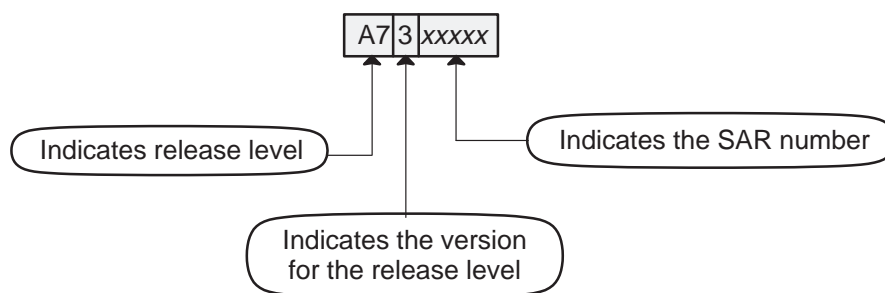 A7 3 xxxxx
Indicates release level
Indicates the SAR number
Indicates the version
for the release level